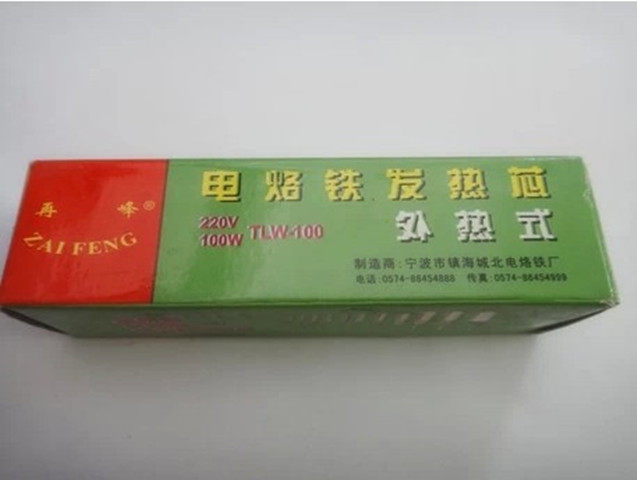 再峰®
ZAI FENG
电烙铁发热芯
220V
100W TLW-100
外热式
制造商:宁波市镇海城北电烙铁厂
电话:0574-86454888 传真:0574-86454999